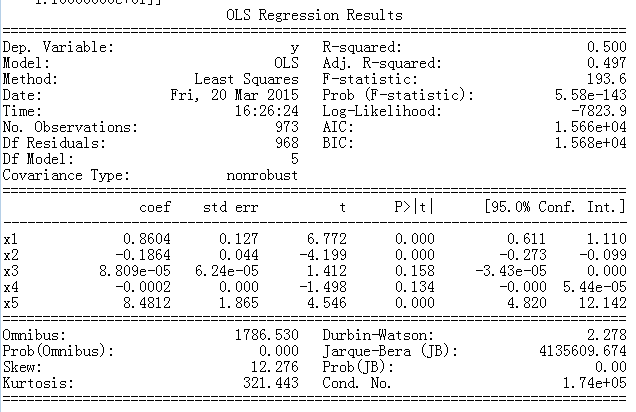 OLS Regression Results
Dep. Variable: y R-squared: 0.500
Model: OLS Adj. R-squared: 0.497
Method: Least Squares F-statistic: 193.6
Date: Fri, 20 Mar 2015 Prob (F-statistic): 5.58e-143
Time: 16:26:24 Log-Likelihood: -7823.9
No. Observations: 973 AIC: 1.566e+04
Df Residuals: 968 BIC: 1.568e+04
Df Model: 5
Covariance Type: nonrobust
coef std err t P>|t| [95.0% Conf. Int.]
x1 0.8604 0.127 6.772 0.000 0.611 1.110
x2 -0.1864 0.044 -4.199 0.000 -0.273 -0.099
x3 8.809e-05 6.24e-05 1.412 0.158 -3.43e-05 0.000
x4 -0.0002 0.000 -1.498 0.134 -0.000 5.44e-05
x5 8.4812 1.865 4.546 0.000 4.820 12.142
Omnibus: 1786.530 Durbin-Watson: 2.278
Prob(Omnibus): 0.000 Jarque-Bera (JB): 4135609.674
Skew: 12.276 Prob(JB): 0.00
Kurtosis: 321.443 Cond. No. 1.74e+05